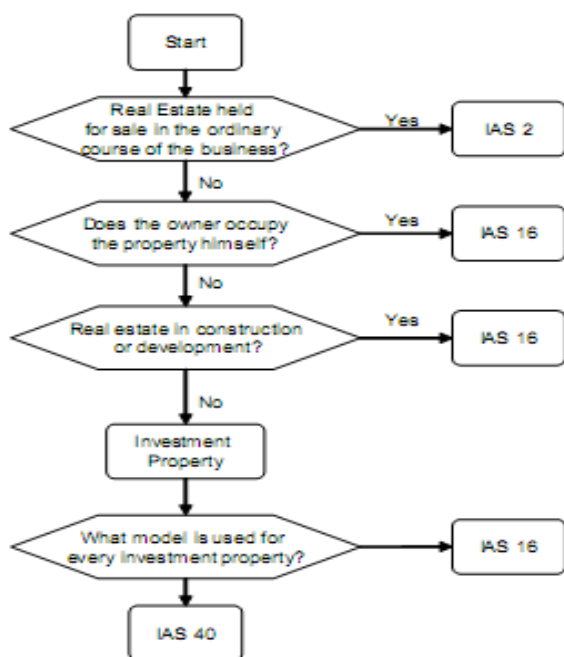 Start
Real Estate held
for sale in the ordinary
course of the business?
Yes
IAS 2
No
Does the owner occupy
the property himself?
Yes
IAS 16
No
Real estate in construction
or development?
Yes
IAS 16
No
Investment
Property
What model is used for
every investment property?
IAS 16
IAS 40